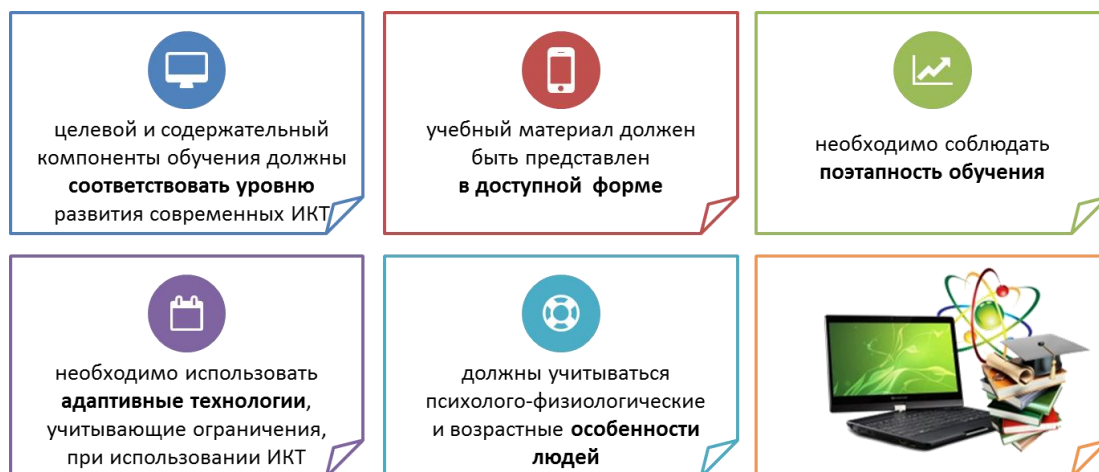 целевой и содержательный
компоненты обучения должны
соответствовать уровню
развития современных ИКТ
учебный материал должен
быть представлен
в доступной форме
необходимо соблюдать
поэтапность обучения
необходимо использовать
адаптивные технологии,
учитывающие ограничения,
при использовании ИКТ
должны учитываться
психолого-физиологические
и возрастные особенности
людей